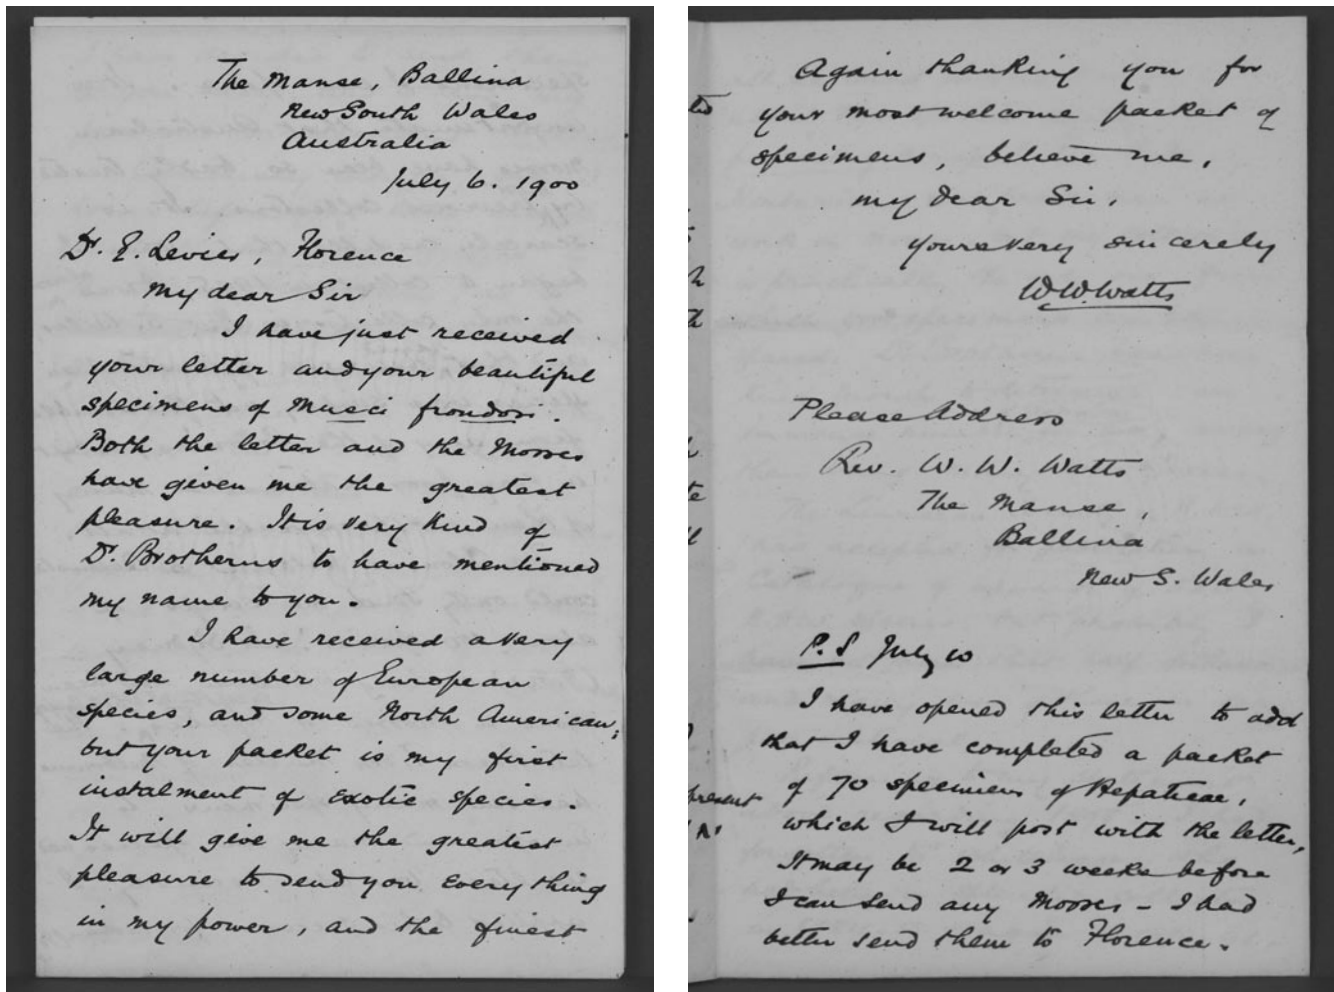 The Manse, Ballina
New South Wales
Australia
July 6. 1900
Dr. E. Levier, Florence
My dear Sir
I have just received
your letter and your beautiful
specimens of Musci frondosi.
Both the letter and the Mosses
have given me the greatest
pleasure. It is very kind of
Dr. Brotherus to have mentioned
my name to you.
I have received a very
large number of European
species, and some North American;
but your packet is my first
instalment of exotic species.
It will give me the greatest
pleasure to send you everything
in my power, and the finest
Again thanking you for
your most welcome packet of
specimens, believe me,
my dear Sir,
yours very sincerely
W.W. Watts
Please Address
Rev. W. W. Watts
The Manse,
Ballina
New S. Wales
P.S July 10
I have opened this letter to add
that I have completed a packet
of 70 specimens of Hepaticae,
which I will post with the letter,
It may be 2 or 3 weeks before
I can send any Mosses - I had
better send them to Florence.
present